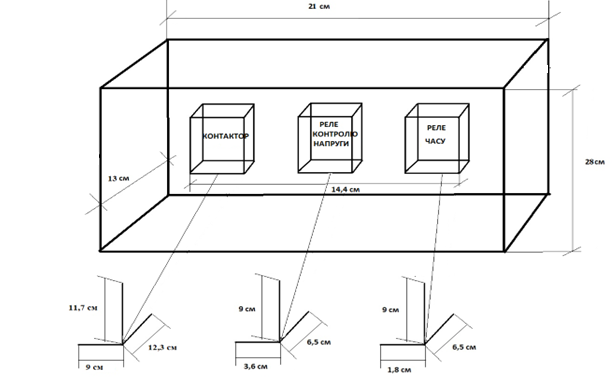 21 см
КОНТАКТОР
РЕЛЕ
КОНТРОЛЮ
НАПРУГИ
РЕЛЕ
ЧАСУ
13 см
14,4 см
28см
11,7 см
12,3 см
9 см
9 см
6,5 см
3,6 см
9 см
6,5 см
1,8 см